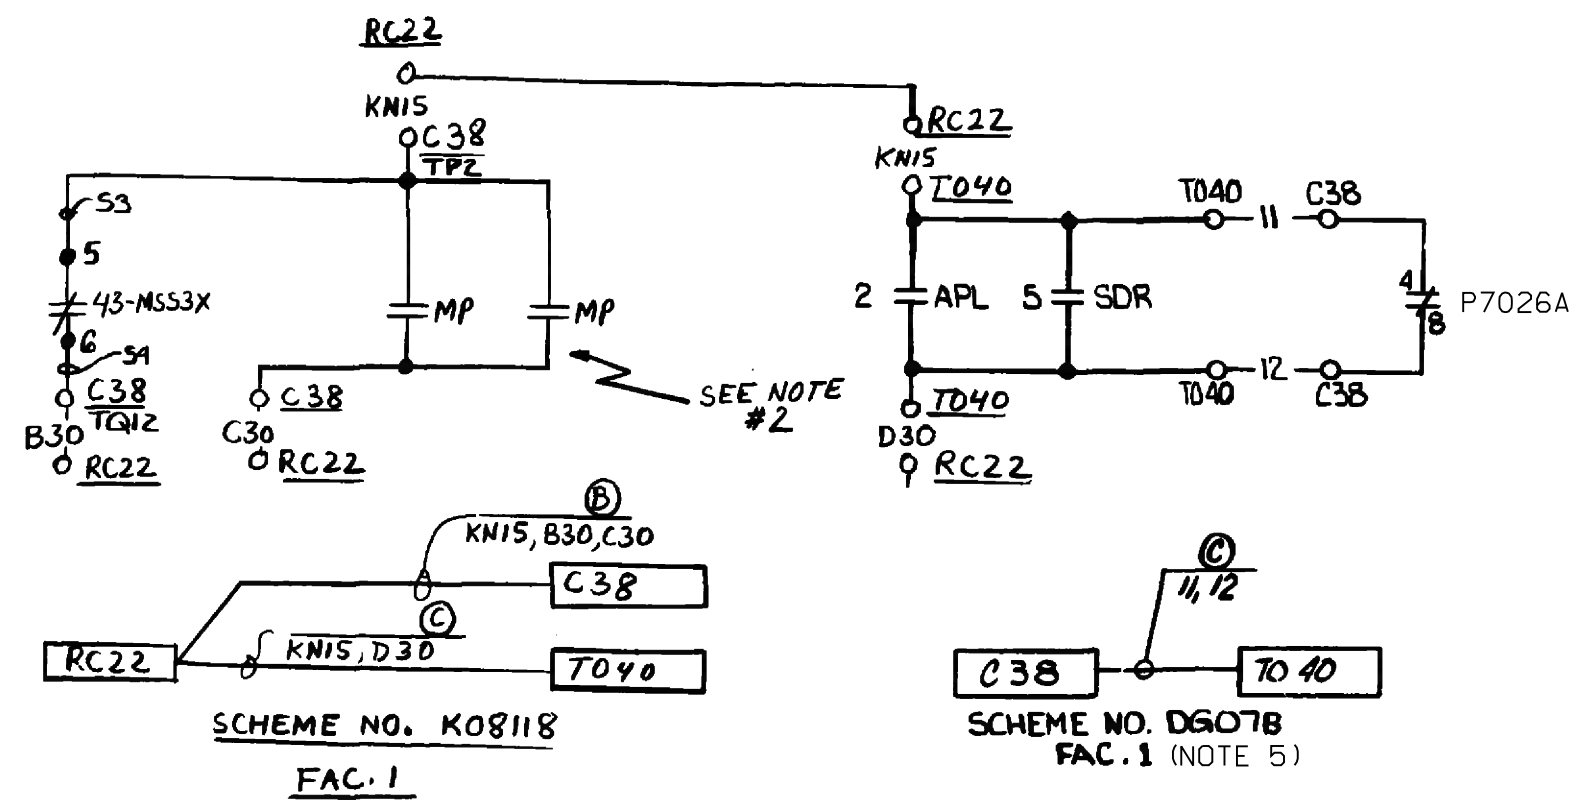 RC22
KN15
C38
TP2
RC22
KN15
T040
T040
11
C38
S3
5
43-MSS3X
6
S4
C38
TQ12
B30
RC22
MP
MP
C38
C30
RC22
SEE NOTE
#2
2
APL
5
SDR
4
8
P7026A
T040
12
C38
T040
D30
RC22
B
KN15, B30, C30
C38
C
KN15, D30
RC22
T040
SCHEME NO. K08118
FAC. 1
C
11, 12
C38
T040
SCHEME NO. DG07B
FAC. 1 (NOTE 5)